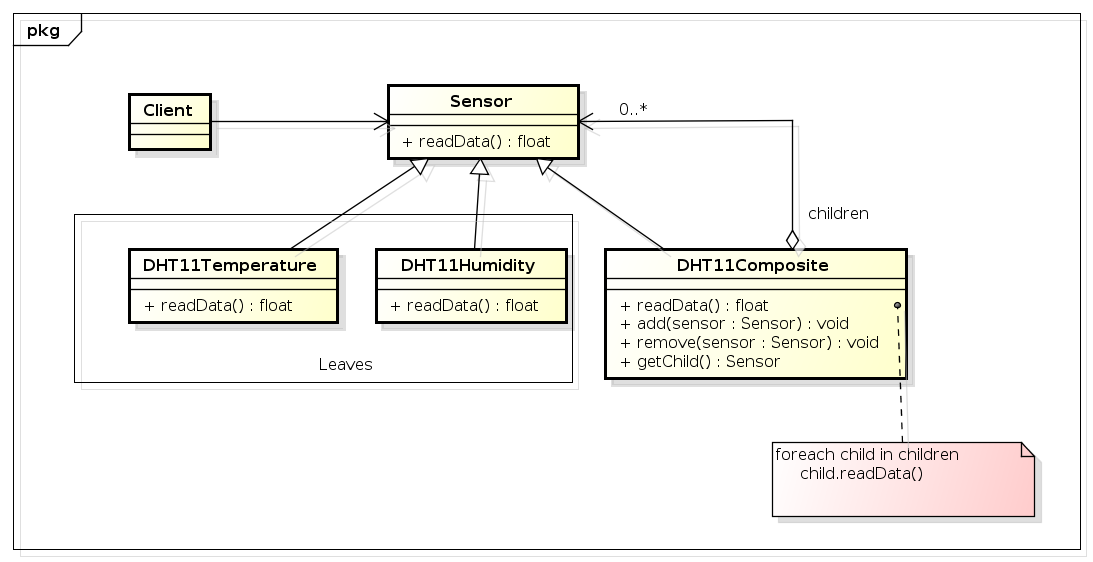 pkg
Client
Sensor
+ readData() : float
0..*
children
DHT11Temperature
+ readData() : float
DHT11Humidity
+ readData() : float
Leaves
DHT11Composite
+ readData() : float
+ add(sensor : Sensor) : void
+ remove(sensor : Sensor) : void
+ getChild() : Sensor
foreach child in children
child.readData()